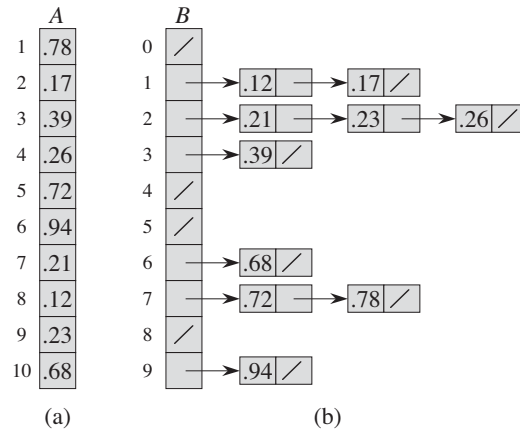 A B
1 .78 0
2 .17 1 .12 .17
3 .39 2 .21 .23 .26
4 .26 3 .39
5 .72 4
6 .94 5
7 .21 6 .68
8 .12 7 .72 .78
9 .23 8
10 .68 9 .94
(a) (b)